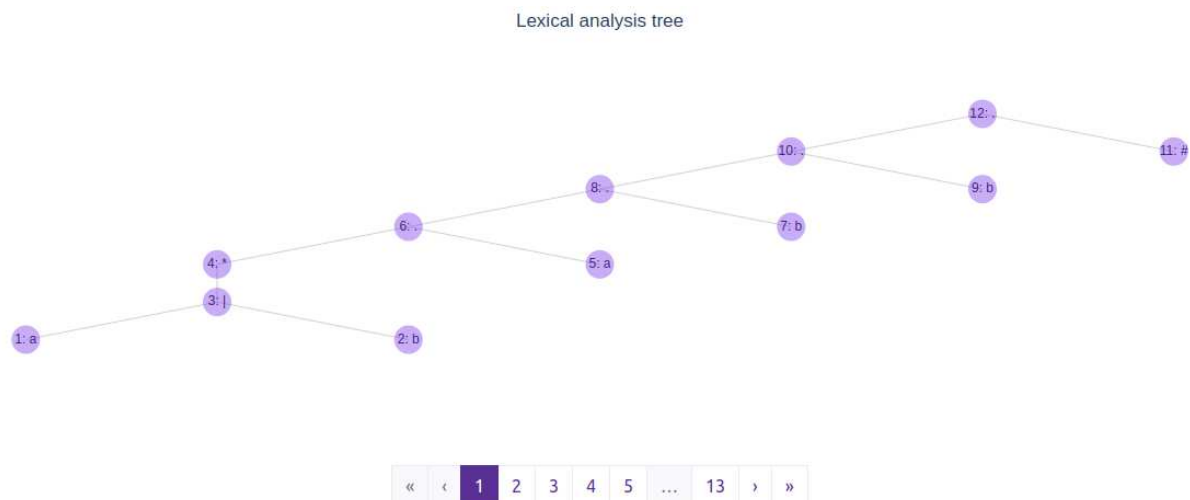 Lexical analysis tree
12: .
10: .
11: #
8: .
9: b
6: .
7: b
4: *
5: a
3: |
1: a
2: b
« ‹ 1 2 3 4 5 … 13 › »